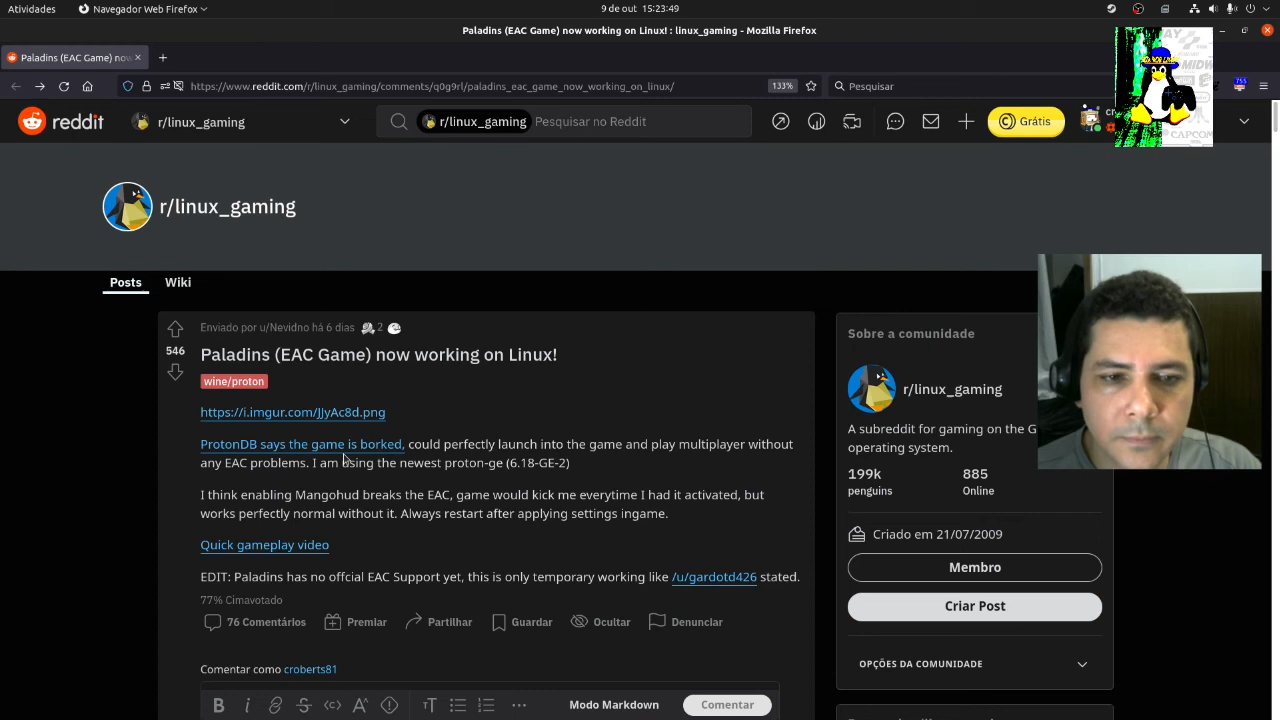 Atividades
Navegador Web Firefox
9 de out 15:23:49
Paladins (EAC Game) now working on Linux! : linux_gaming - Mozilla Firefox
Paladins (EAC Game) now
https://www.reddit.com/r/linux_gaming/comments/q0g9rl/paladins_eac_game_now_working_on_linux/
133%
Pesquisar
755
reddit
r/linux_gaming
r/linux_gaming
Pesquisar no Reddit
Grátis
MIDW
CAPCOM
r/linux_gaming
Posts
Wiki
Enviado por u/Nevidno há 6 dias
2
546
Paladins (EAC Game) now working on Linux!
wine/proton
https://i.imgur.com/JJyAc8d.png
ProtonDB says the game is borked, could perfectly launch into the game and play multiplayer without
any EAC problems. I am using the newest proton-ge (6.18-GE-2)
I think enabling Mangohud breaks the EAC, game would kick me everytime I had it activated, but
works perfectly normal without it. Always restart after applying settings ingame.
Quick gameplay video
EDIT: Paladins has no offcial EAC Support yet, this is only temporary working like /u/gardotd426 stated.
77% Cimavotado
76 Comentários
Premiar
Partilhar
Guardar
Ocultar
Denunciar
Comentar como croberts81
Modo Markdown
Comentar
Sobre a comunidade
r/linux_gaming
A subreddit for gaming on the G
operating system.
199k
885
penguins
Online
Criado em 21/07/2009
Membro
Criar Post
OPÇÕES DA COMUNIDADE